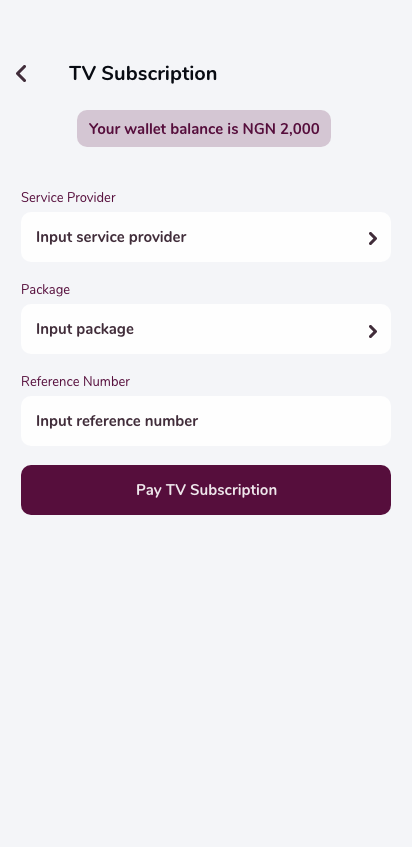 TV Subscription
Your wallet balance is NGN 2,000
Service Provider
Input service provider
Package
Input package
Reference Number
Input reference number
Pay TV Subscription